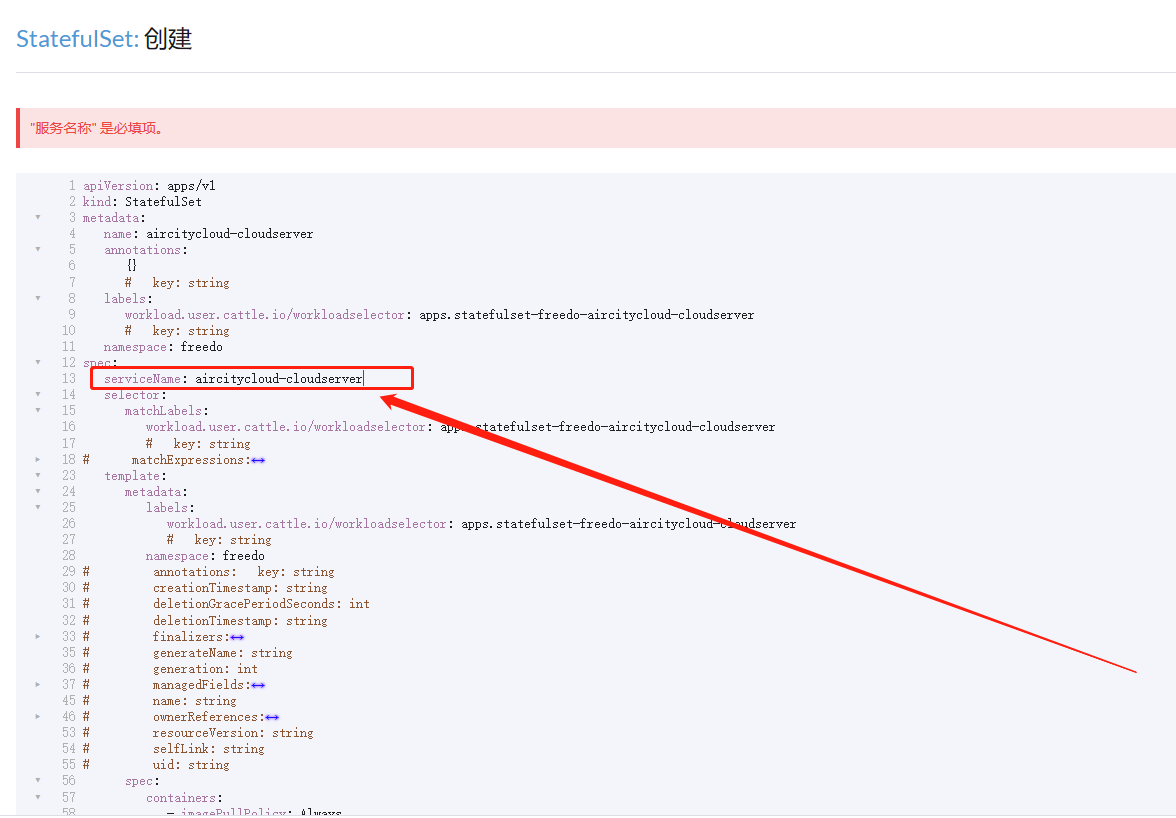 StatefulSet: 创建
"服务名称" 是必填项。
1 apiVersion: apps/v1
2 kind: StatefulSet
3 metadata:
4 name: aircitycloud-cloudserver
5 annotations:
6 {}
7 # key: string
8 labels:
9 workload.user.cattle.io/workloadselector: apps.statefulset-freedo-aircitycloud-cloudserver
10 # key: string
11 namespace: freedo
12 spec:
13 serviceName: aircitycloud-cloudserver
14 selector:
15 matchLabels:
16 workload.user.cattle.io/workloadselector: apps.statefulset-freedo-aircitycloud-cloudserver
17 # key: string
18 # matchExpressions:
23 template:
24 metadata:
25 labels:
26 workload.user.cattle.io/workloadselector: apps.statefulset-freedo-aircitycloud-cloudserver
27 # key: string
28 namespace: freedo
29 # annotations: key: string
30 # creationTimestamp: string
31 # deletionGracePeriodSeconds: int
32 # deletionTimestamp: string
33 # finalizers:
35 # generateName: string
36 # generation: int
37 # managedFields:
45 # name: string
46 # ownerReferences:
53 # resourceVersion: string
54 # selfLink: string
55 # uid: string
56 spec:
57 containers:
58 - imagePullPolicy: Always